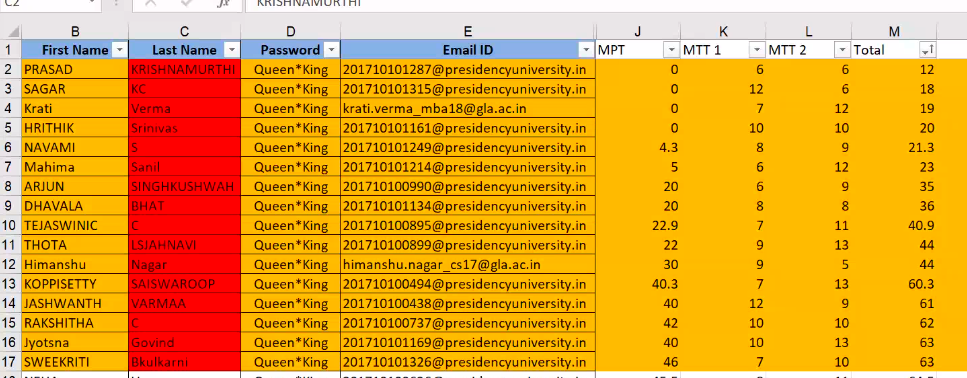 C2 fx KRISHNAMURTHI
B C D E J K L M
1 First Name Last Name Password Email ID MPT MTT 1 MTT 2 Total
2 PRASAD KRISHNAMURTHI Queen*King 201710101287@presidencyuniversity.in 0 6 6 12
3 SAGAR KC Queen*King 201710101315@presidencyuniversity.in 0 12 6 18
4 Krati Verma Queen*King krati.verma_mba18@gla.ac.in 0 7 12 19
5 HRITHIK Srinivas Queen*King 201710101161@presidencyuniversity.in 0 10 10 20
6 NAVAMI S Queen*King 201710101249@presidencyuniversity.in 4.3 8 9 21.3
7 Mahima Sanil Queen*King 201710101214@presidencyuniversity.in 5 6 12 23
8 ARJUN SINGHKUSHWAH Queen*King 201710100990@presidencyuniversity.in 20 6 9 35
9 DHAVALA BHAT Queen*King 201710101134@presidencyuniversity.in 20 8 8 36
10 TEJASWINIC C Queen*King 201710100895@presidencyuniversity.in 22.9 7 11 40.9
11 THOTA LSJAHNAVI Queen*King 201710100899@presidencyuniversity.in 22 9 13 44
12 Himanshu Nagar Queen*King himanshu.nagar_cs17@gla.ac.in 30 9 5 44
13 KOPPISETTY SAISWAROOP Queen*King 201710100494@presidencyuniversity.in 40.3 7 13 60.3
14 JASHWANTH VARMAA Queen*King 201710100438@presidencyuniversity.in 40 12 9 61
15 RAKSHITHA C Queen*King 201710100737@presidencyuniversity.in 42 10 10 62
16 Jyotsna Govind Queen*King 201710101169@presidencyuniversity.in 40 10 13 63
17 SWEEKRITI Bkulkarni Queen*King 201710101326@presidencyuniversity.in 46 7 10 63